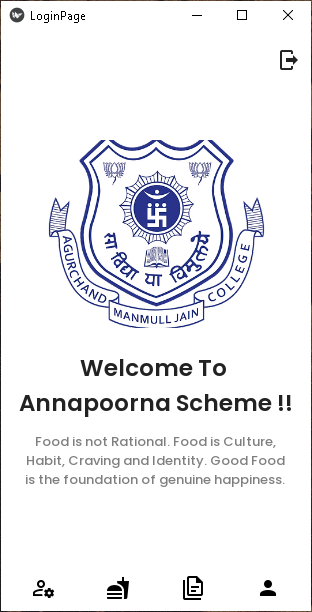 LoginPage
सा विद्या या विमुक्तये
AGURCHAND MANMULL JAIN COLLEGE
Welcome To
Annapoorna Scheme !!
Food is not Rational. Food is Culture,
Habit, Craving and Identity. Good Food
is the foundation of genuine happiness.